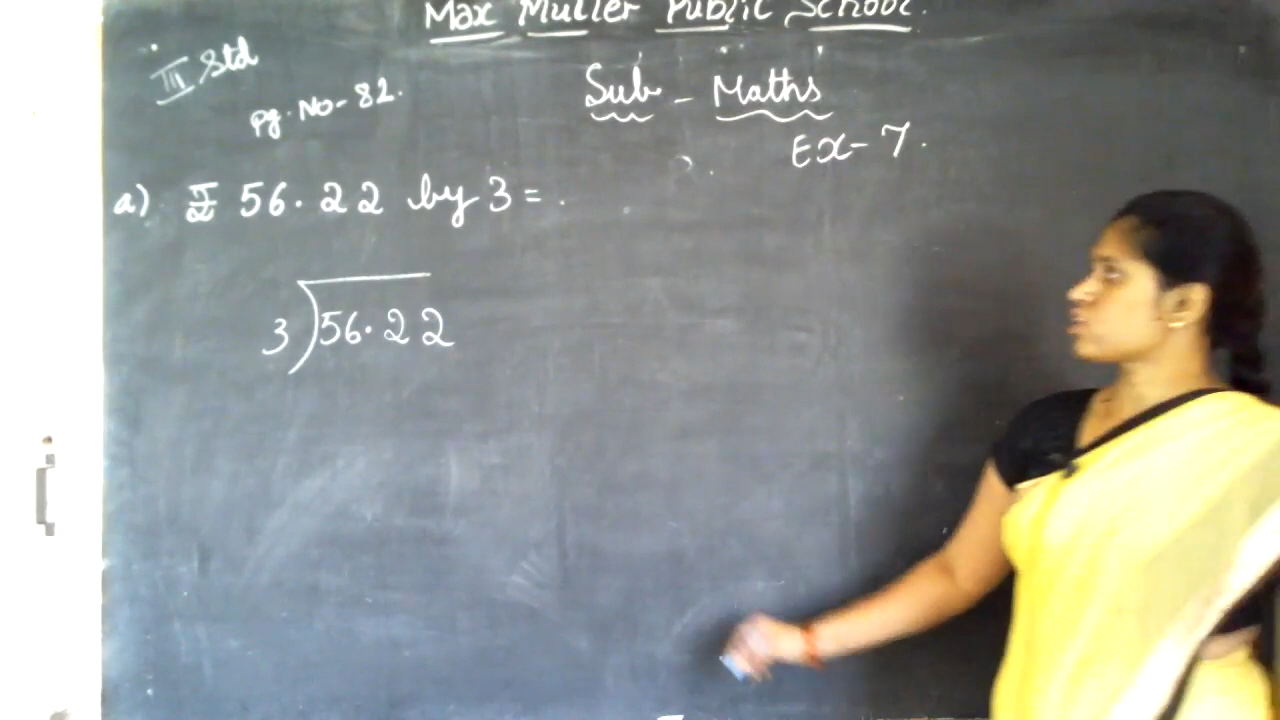 Max Muller Public School.
III Std
Sub - Maths
Pg. No- 82.
Ex- 7.
a) ₹ 56.22 by 3 = .
3)56.22